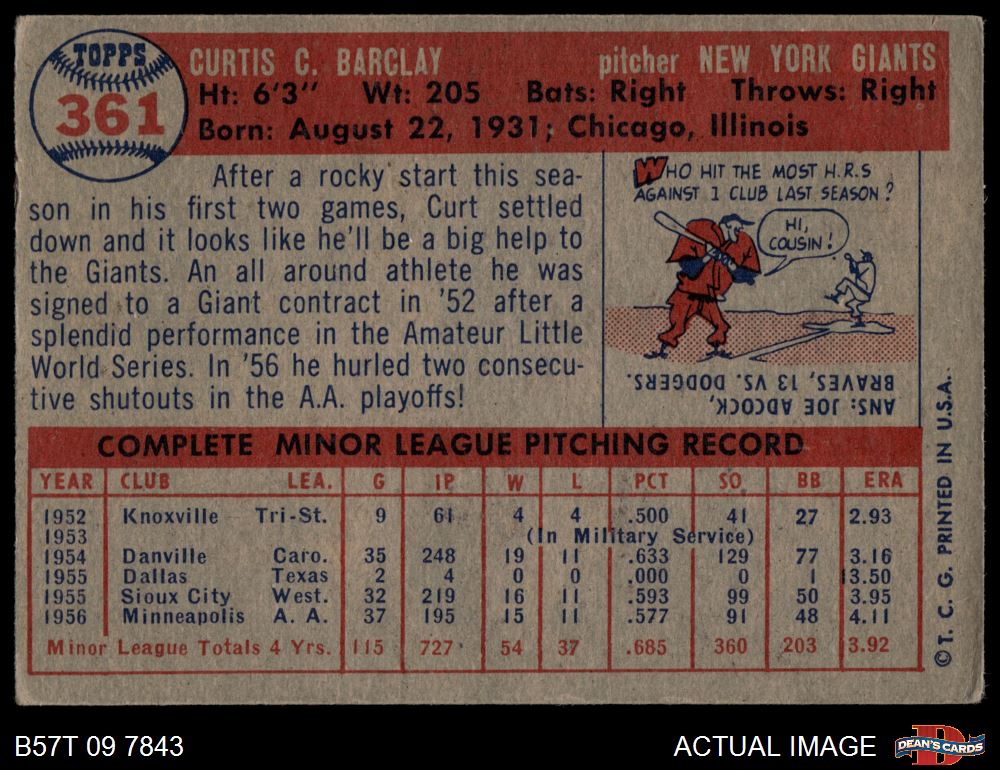 TOPPS
361
CURTIS C. BARCLAY pitcher NEW YORK GIANTS
Ht: 6'3" Wt: 205 Bats: Right Throws: Right
Born: August 22, 1931; Chicago, Illinois
After a rocky start this sea-
son in his first two games, Curt settled
down and it looks like he'll be a big help to
the Giants. An all around athlete he was
signed to a Giant contract in '52 after a
splendid performance in the Amateur Little
World Series. In '56 he hurled two consecu-
tive shutouts in the A.A. playoffs!
WHO HIT THE MOST H.R.S
AGAINST 1 CLUB LAST SEASON?
HI,
COUSIN!
ANS: JOE ADCOCK,
BRAVES, 13 VS. DODGERS.
COMPLETE MINOR LEAGUE PITCHING RECORD
YEAR CLUB LEA. G IP W L PCT SO BB ERA
1952 Knoxville Tri-St. 9 61 4 4 .500 41 27 2.93
1953 (In Military Service)
1954 Danville Caro. 35 248 19 11 .633 129 77 3.16
1955 Dallas Texas 2 4 0 0 .000 0 1 13.50
1955 Sioux City West. 32 219 16 11 .593 99 50 3.95
1956 Minneapolis A. A. 37 195 15 11 .577 91 48 4.11
Minor League Totals 4 Yrs. 115 727 54 37 .685 360 203 3.92
© T. C. G. PRINTED IN U.S.A.
B57T 09 7843 ACTUAL IMAGE
DEAN'S CARDS